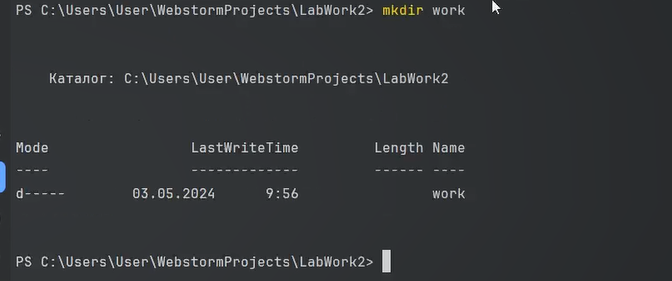 PS C:\Users\User\WebstormProjects\LabWork2> mkdir work
Каталог: C:\Users\User\WebstormProjects\LabWork2
Mode LastWriteTime Length Name
---- ------------- ------ ----
d----- 03.05.2024 9:56 work
PS C:\Users\User\WebstormProjects\LabWork2>